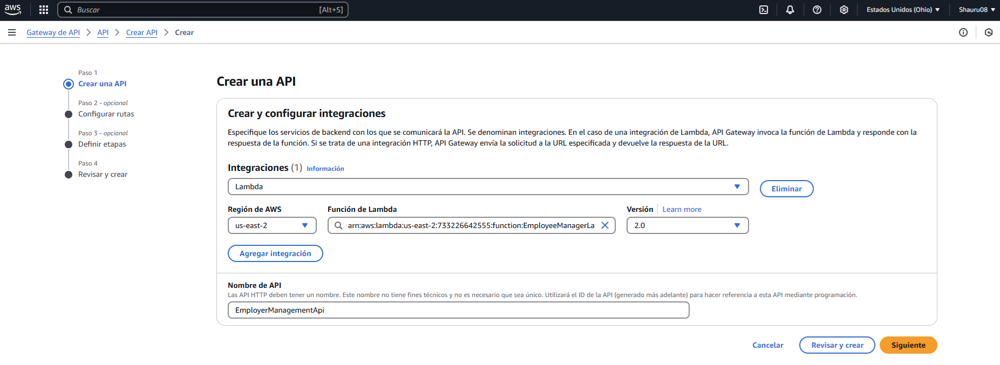 aws
Buscar
[Alt+S]
Estados Unidos (Ohio)
Shauru08
Gateway de API
API
Crear API
Crear
Paso 1
Crear una API
Paso 2 - opcional
Configurar rutas
Paso 3 - opcional
Definir etapas
Paso 4
Revisar y crear
Crear una API
Crear y configurar integraciones
Especifique los servicios de backend con los que se comunicará la API. Se denominan integraciones. En el caso de una integración de Lambda, API Gateway invoca la función de Lambda y responde con la
respuesta de la función. Si se trata de una integración HTTP, API Gateway envía la solicitud a la URL especificada y devuelve la respuesta de la URL.
Integraciones (1) Información
Lambda
Eliminar
Región de AWS
Función de Lambda
Versión
Learn more
us-east-2
arn:aws:lambda:us-east-2:733226642555:function:EmployeeManagerLa
2.0
Agregar integración
Nombre de API
Las API HTTP deben tener un nombre. Este nombre no tiene fines técnicos y no es necesario que sea único. Utilizará el ID de la API (generado más adelante) para hacer referencia a esta API mediante programación.
EmployerManagementApi
Cancelar
Revisar y crear
Siguiente